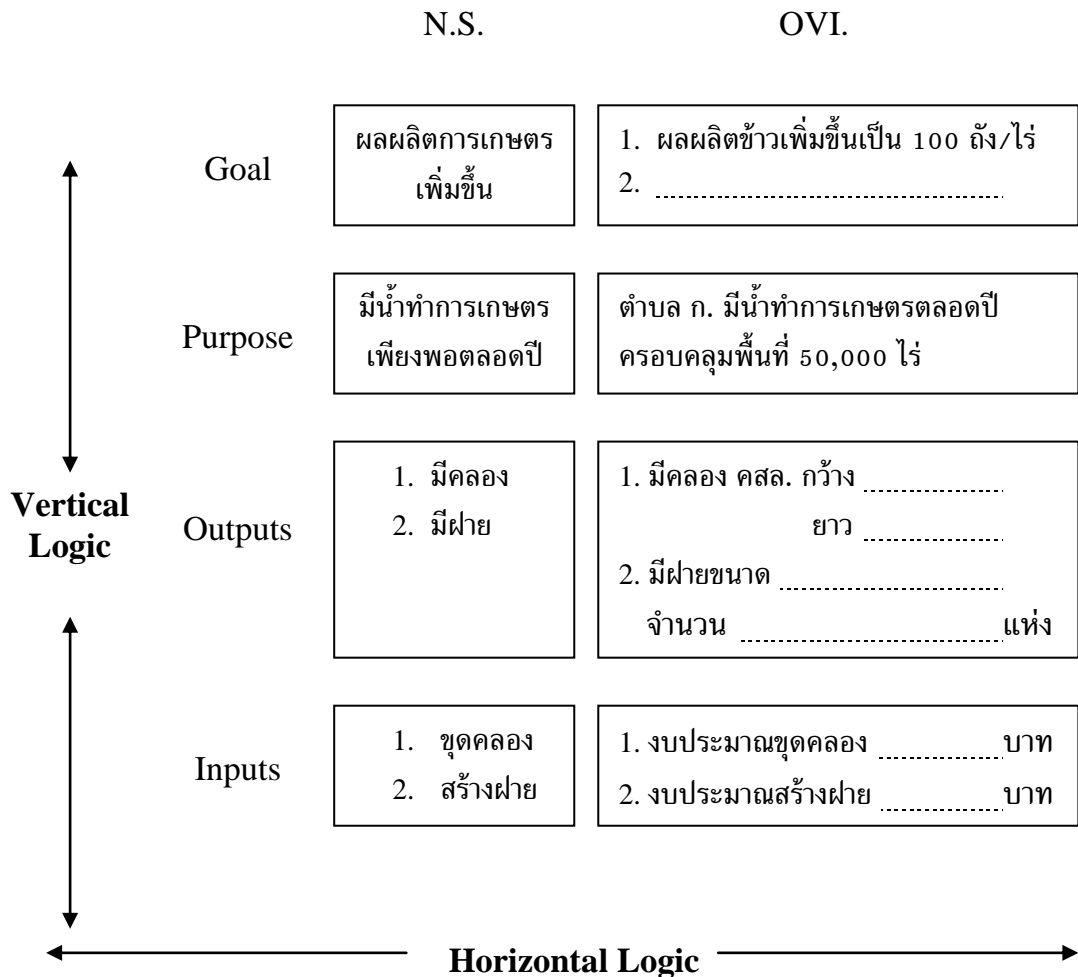 N.S. OVI.
Goal
ผลผลิตการเกษตร
เพิ่มขึ้น
1. ผลผลิตข้าวเพิ่มขึ้นเป็น 100 ถัง/ไร่
2.
Purpose
มีน้ำทำการเกษตร
เพียงพอตลอดปี
ตำบล ก. มีน้ำทำการเกษตรตลอดปี
ครอบคลุมพื้นที่ 50,000 ไร่
Vertical
Logic
Outputs
1. มีคลอง
2. มีฝาย
1. มีคลอง คสล. กว้าง
ยาว
2. มีฝายขนาด
จำนวน แห่ง
Inputs
1. ขุดคลอง
2. สร้างฝาย
1. งบประมาณขุดคลอง บาท
2. งบประมาณสร้างฝาย บาท
Horizontal Logic